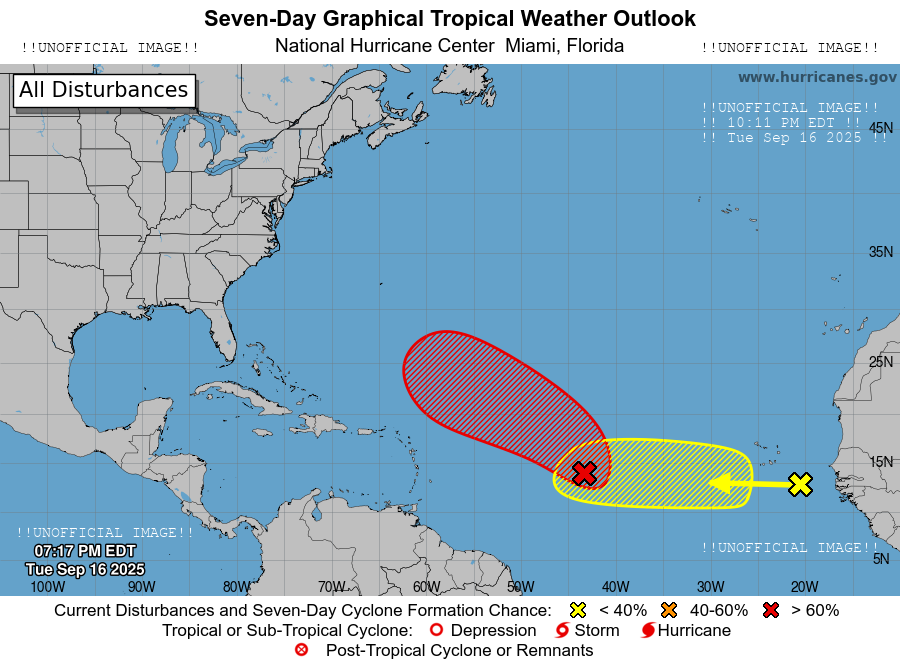 Seven-Day Graphical Tropical Weather Outlook
!!UNOFFICIAL IMAGE!! National Hurricane Center Miami, Florida !!UNOFFICIAL IMAGE!!
All Disturbances
www.hurricanes.gov
!!UNOFFICIAL IMAGE!!
!! 10:11 PM EDT !!
!! Tue Sep 16 2025 !!
45N
35N
25N
15N
!!UNOFFICIAL IMAGE!!
07:17 PM EDT
Tue Sep 16 2025
!!UNOFFICIAL IMAGE!!
5N
100W 90W 80W 70W 60W 50W 40W 30W 20W
Current Disturbances and Seven-Day Cyclone Formation Chance: < 40% 40-60% > 60%
Tropical or Sub-Tropical Cyclone: Depression Storm Hurricane
Post-Tropical Cyclone or Remnants